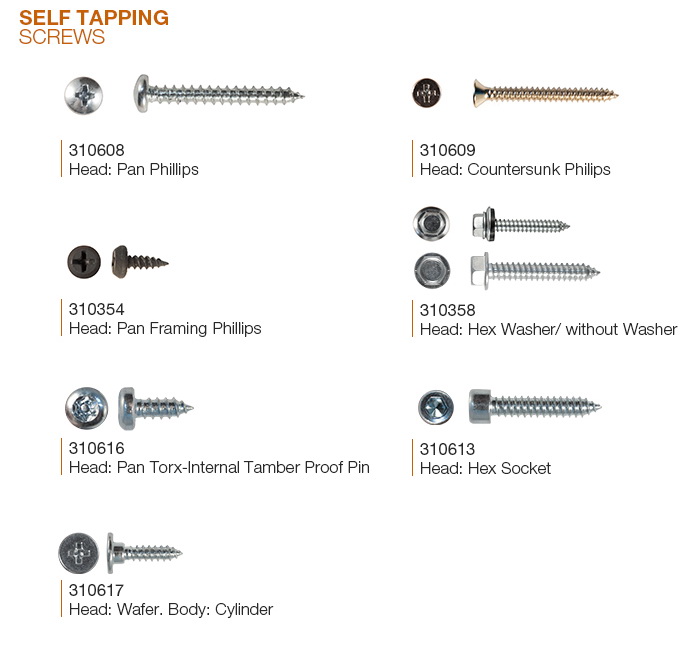 SELF TAPPING
SCREWS
310608
Head: Pan Phillips
310609
Head: Countersunk Philips
310354
Head: Pan Framing Phillips
310358
Head: Hex Washer/ without Washer
310616
Head: Pan Torx-Internal Tamber Proof Pin
310613
Head: Hex Socket
310617
Head: Wafer. Body: Cylinder